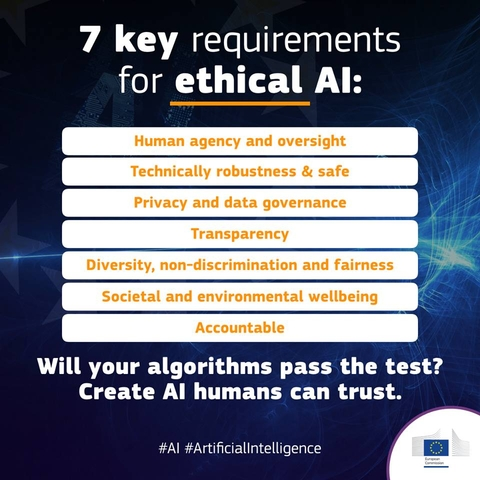 7 key requirements
for ethical AI:
Human agency and oversight
Technically robustness & safe
Privacy and data governance
Transparency
Diversity, non-discrimination and fairness
Societal and environmental wellbeing
Accountable
Will your algorithms pass the test?
Create AI humans can trust.
#AI #ArtificialIntelligence
European
Commission